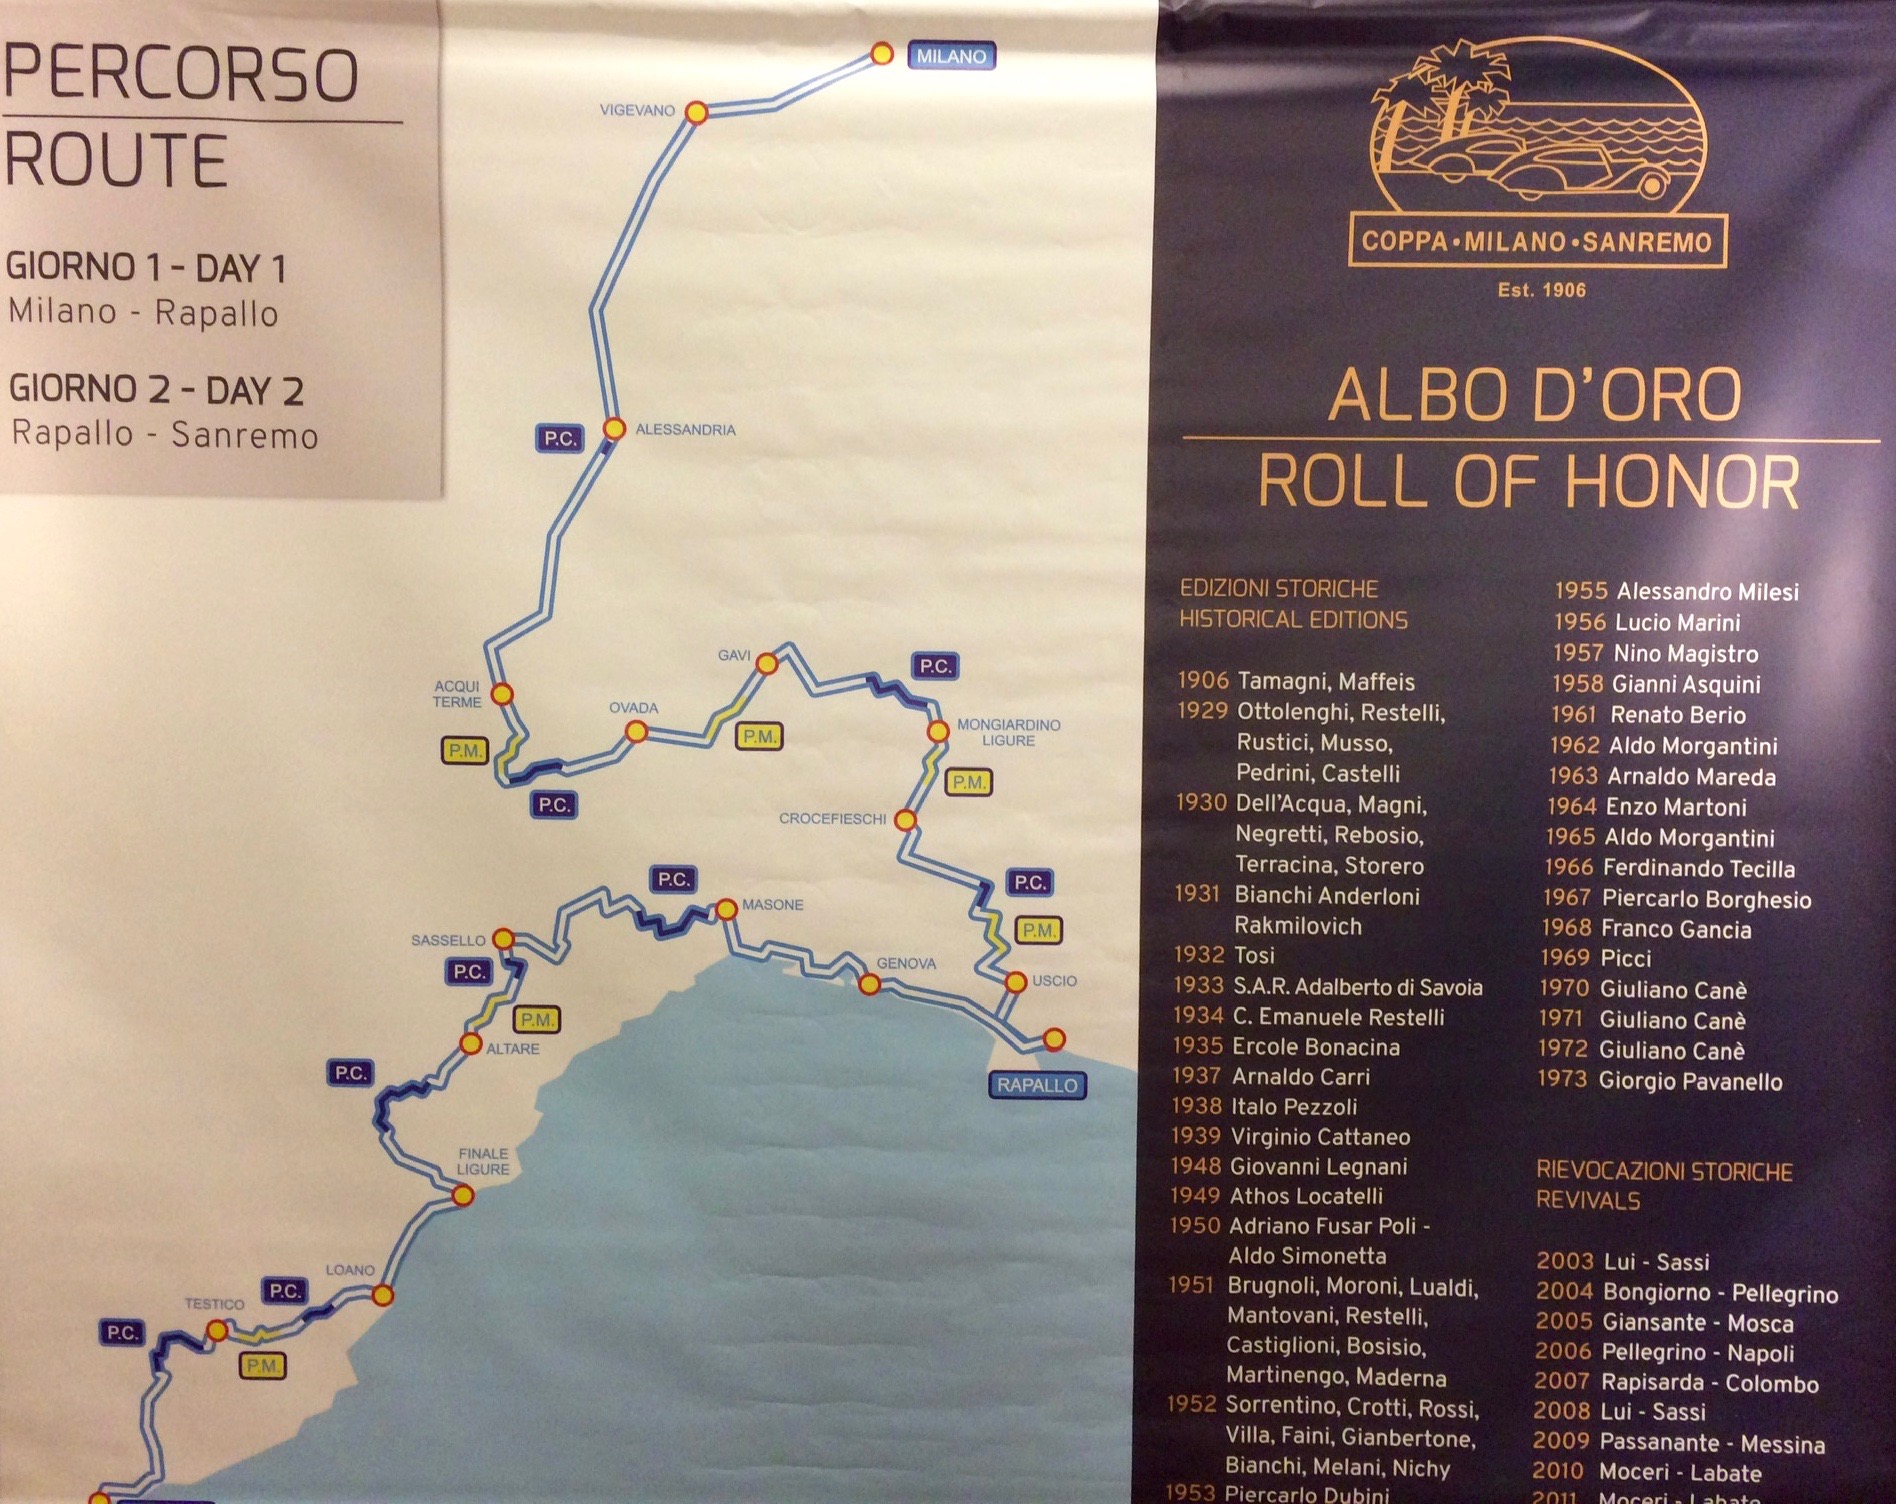 PERCORSO
ROUTE
GIORNO 1 - DAY 1
Milano - Rapallo
GIORNO 2 - DAY 2
Rapallo - Sanremo
MILANO
VIGEVANO
P.C.
ALESSANDRIA
GAVI
P.C.
ACQUI
TERME
OVADA
MONGIARDINO
LIGURE
P.M.
P.M.
P.M.
P.C.
CROCEFIESCHI
P.C.
P.C.
MASONE
P.M.
SASSELLO
P.C.
GENOVA
USCIO
P.M.
ALTARE
P.C.
RAPALLO
FINALE
LIGURE
LOANO
P.C.
TESTICO
P.C.
P.M.
COPPA•MILANO•SANREMO
Est. 1906
ALBO D'ORO
ROLL OF HONOR
EDIZIONI STORICHE
HISTORICAL EDITIONS
1906 Tamagni, Maffeis
1929 Ottolenghi, Restelli,
Rustici, Musso,
Pedrini, Castelli
1930 Dell'Acqua, Magni,
Negretti, Rebosio,
Terracina, Storero
1931 Bianchi Anderloni
Rakmilovich
1932 Tosi
1933 S.A.R. Adalberto di Savoia
1934 C. Emanuele Restelli
1935 Ercole Bonacina
1937 Arnaldo Carri
1938 Italo Pezzoli
1939 Virginio Cattaneo
1948 Giovanni Legnani
1949 Athos Locatelli
1950 Adriano Fusar Poli -
Aldo Simonetta
1951 Brugnoli, Moroni, Lualdi,
Mantovani, Restelli,
Castiglioni, Bosisio,
Martinengo, Maderna
1952 Sorrentino, Crotti, Rossi,
Villa, Faini, Gianbertone,
Bianchi, Melani, Nichy
1953 Piercarlo Dubini
1955 Alessandro Milesi
1956 Lucio Marini
1957 Nino Magistro
1958 Gianni Asquini
1961 Renato Berio
1962 Aldo Morgantini
1963 Arnaldo Mareda
1964 Enzo Martoni
1965 Aldo Morgantini
1966 Ferdinando Tecilla
1967 Piercarlo Borghesio
1968 Franco Gancia
1969 Picci
1970 Giuliano Canè
1971 Giuliano Canè
1972 Giuliano Canè
1973 Giorgio Pavanello
RIEVOCAZIONI STORICHE
REVIVALS
2003 Lui - Sassi
2004 Bongiorno - Pellegrino
2005 Giansante - Mosca
2006 Pellegrino - Napoli
2007 Rapisarda - Colombo
2008 Lui - Sassi
2009 Passanante - Messina
2010 Moceri - Labate
2011 Moceri - Labate